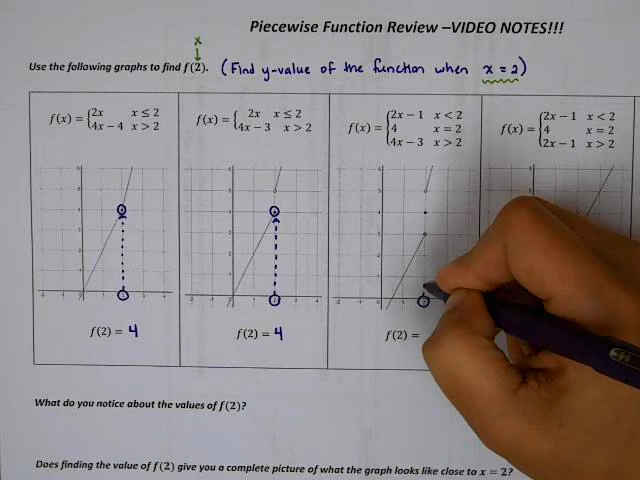 Piecewise Function Review –VIDEO NOTES!!!
x
Use the following graphs to find f(2). (Find y-value of the function when x = 2)
f(x) = {2x x ≤ 2
4x − 4 x > 2
f(2) = 4
f(x) = {2x x ≤ 2
4x − 3 x > 2
f(2) = 4
f(x) = {2x − 1 x < 2
4 x = 2
4x − 3 x > 2
f(2) =
f(x) = {2x − 1 x < 2
4 x = 2
2x − 1 x > 2
What do you notice about the values of f(2)?
Does finding the value of f(2) give you a complete picture of what the graph looks like close to x = 2?